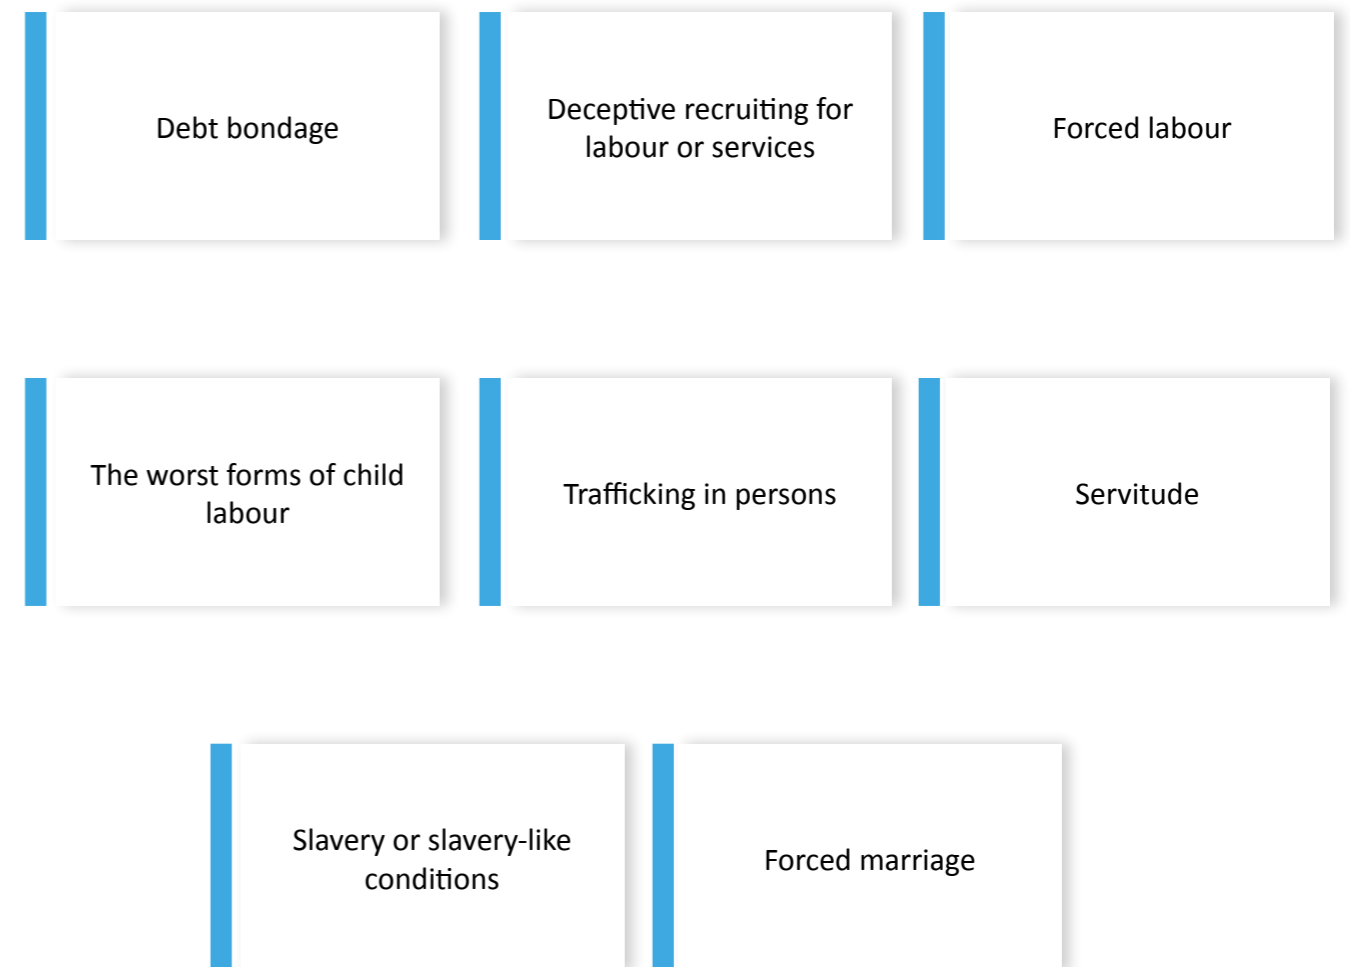 Debt bondage
Deceptive recruiting for
labour or services
Forced labour
The worst forms of child
labour
Trafficking in persons
Servitude
Slavery or slavery-like
conditions
Forced marriage